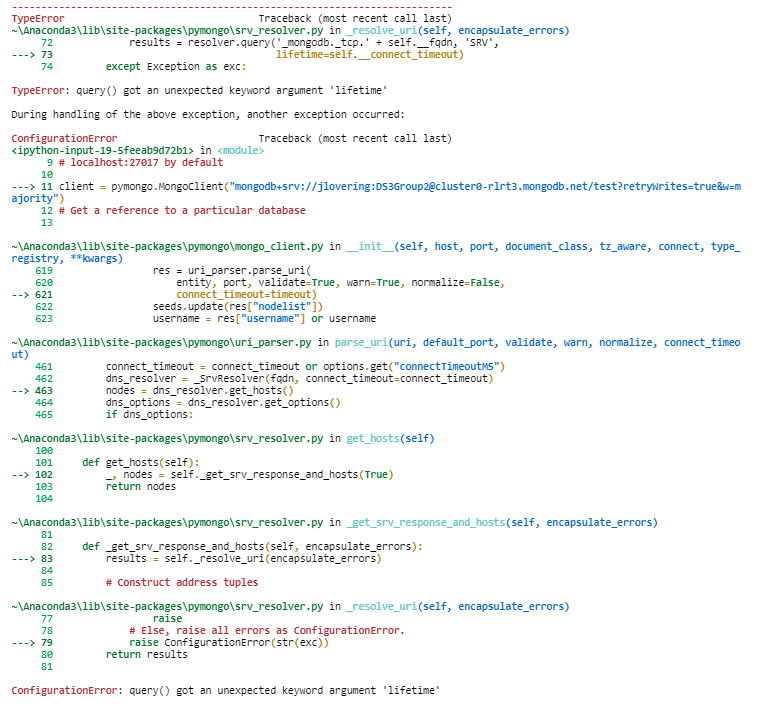 ---------------------------------------------------------------------------
TypeError                                 Traceback (most recent call last)
~\Anaconda3\lib\site-packages\pymongo\srv_resolver.py in _resolve_uri(self, encapsulate_errors)
     72             results = resolver.query('_mongodb._tcp.' + self.__fqdn, 'SRV',
---> 73                                      lifetime=self.__connect_timeout)
     74         except Exception as exc:
TypeError: query() got an unexpected keyword argument 'lifetime'
During handling of the above exception, another exception occurred:
ConfigurationError                        Traceback (most recent call last)
<ipython-input-19-5feeab9d72b1> in <module>
      9 # localhost:27017 by default
     10
---> 11 client = pymongo.MongoClient("mongodb+srv://jlovering:DS3Group2@cluster0-rlrt3.mongodb.net/test?retryWrites=true&w=m
ajority")
     12 # Get a reference to a particular database
     13
~\Anaconda3\lib\site-packages\pymongo\mongo_client.py in __init__(self, host, port, document_class, tz_aware, connect, type_
registry, **kwargs)
    619                 res = uri_parser.parse_uri(
    620                     entity, port, validate=True, warn=True, normalize=False,
--> 621                     connect_timeout=timeout)
    622                 seeds.update(res["nodelist"])
    623                 username = res["username"] or username
~\Anaconda3\lib\site-packages\pymongo\uri_parser.py in parse_uri(uri, default_port, validate, warn, normalize, connect_timeo
ut)
    461         connect_timeout = connect_timeout or options.get("connectTimeoutMS")
    462         dns_resolver = _SrvResolver(fqdn, connect_timeout=connect_timeout)
--> 463         nodes = dns_resolver.get_hosts()
    464         dns_options = dns_resolver.get_options()
    465         if dns_options:
~\Anaconda3\lib\site-packages\pymongo\srv_resolver.py in get_hosts(self)
    100
    101     def get_hosts(self):
--> 102         _, nodes = self._get_srv_response_and_hosts(True)
    103         return nodes
    104
~\Anaconda3\lib\site-packages\pymongo\srv_resolver.py in _get_srv_response_and_hosts(self, encapsulate_errors)
     81
     82     def _get_srv_response_and_hosts(self, encapsulate_errors):
---> 83         results = self._resolve_uri(encapsulate_errors)
     84
     85         # Construct address tuples
~\Anaconda3\lib\site-packages\pymongo\srv_resolver.py in _resolve_uri(self, encapsulate_errors)
     77                 raise
     78             # Else, raise all errors as ConfigurationError.
---> 79             raise ConfigurationError(str(exc))
     80         return results
     81
ConfigurationError: query() got an unexpected keyword argument 'lifetime'